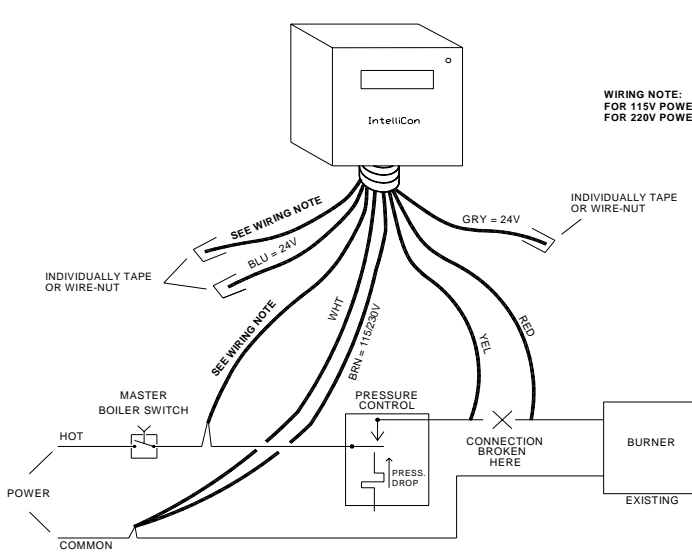 IntelliCon
WIRING NOTE:
FOR 115V POWE
FOR 220V POWE
SEE WIRING NOTE
BLU = 24V
GRY = 24V
INDIVIDUALLY TAPE
OR WIRE-NUT
INDIVIDUALLY TAPE
OR WIRE-NUT
SEE WIRING NOTE
WHT
BRN = 115/230V
YEL
RED
MASTER
BOILER SWITCH
PRESSURE
CONTROL
HOT
CONNECTION
BROKEN
HERE
BURNER
PRESS.
DROP
POWER
EXISTING
COMMON